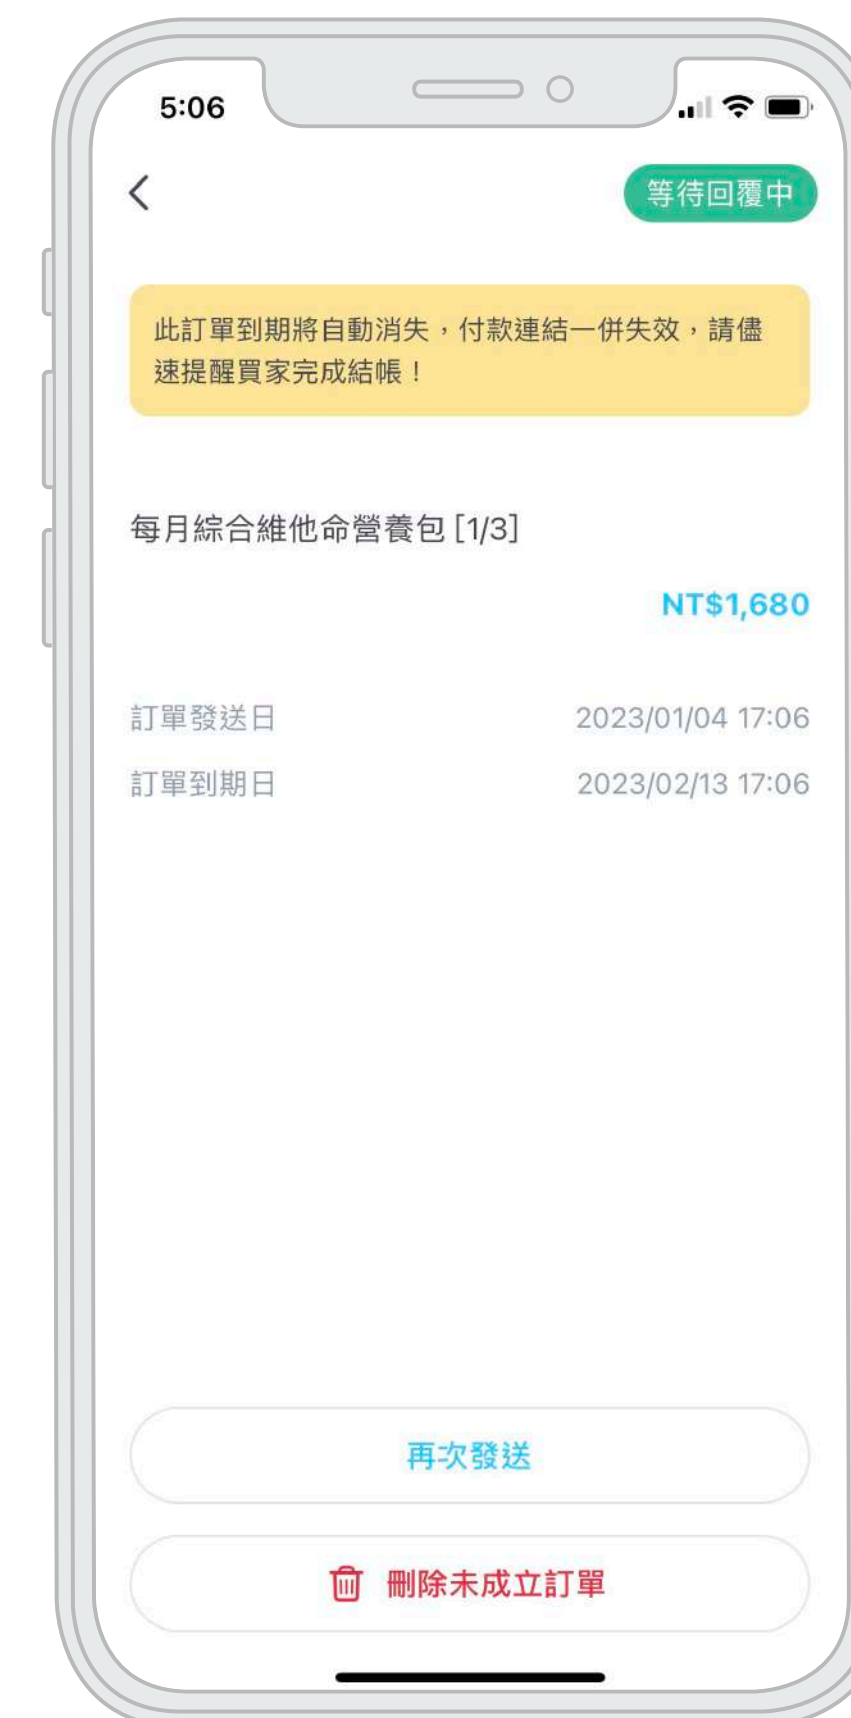 5:06
等待回覆中
此訂單到期將自動消失，付款連結一併失效，請儘
速提醒買家完成結帳！
每月綜合維他命營養包 [1/3]
NT$1,680
訂單發送日 2023/01/04 17:06
訂單到期日 2023/02/13 17:06
再次發送
刪除未成立訂單